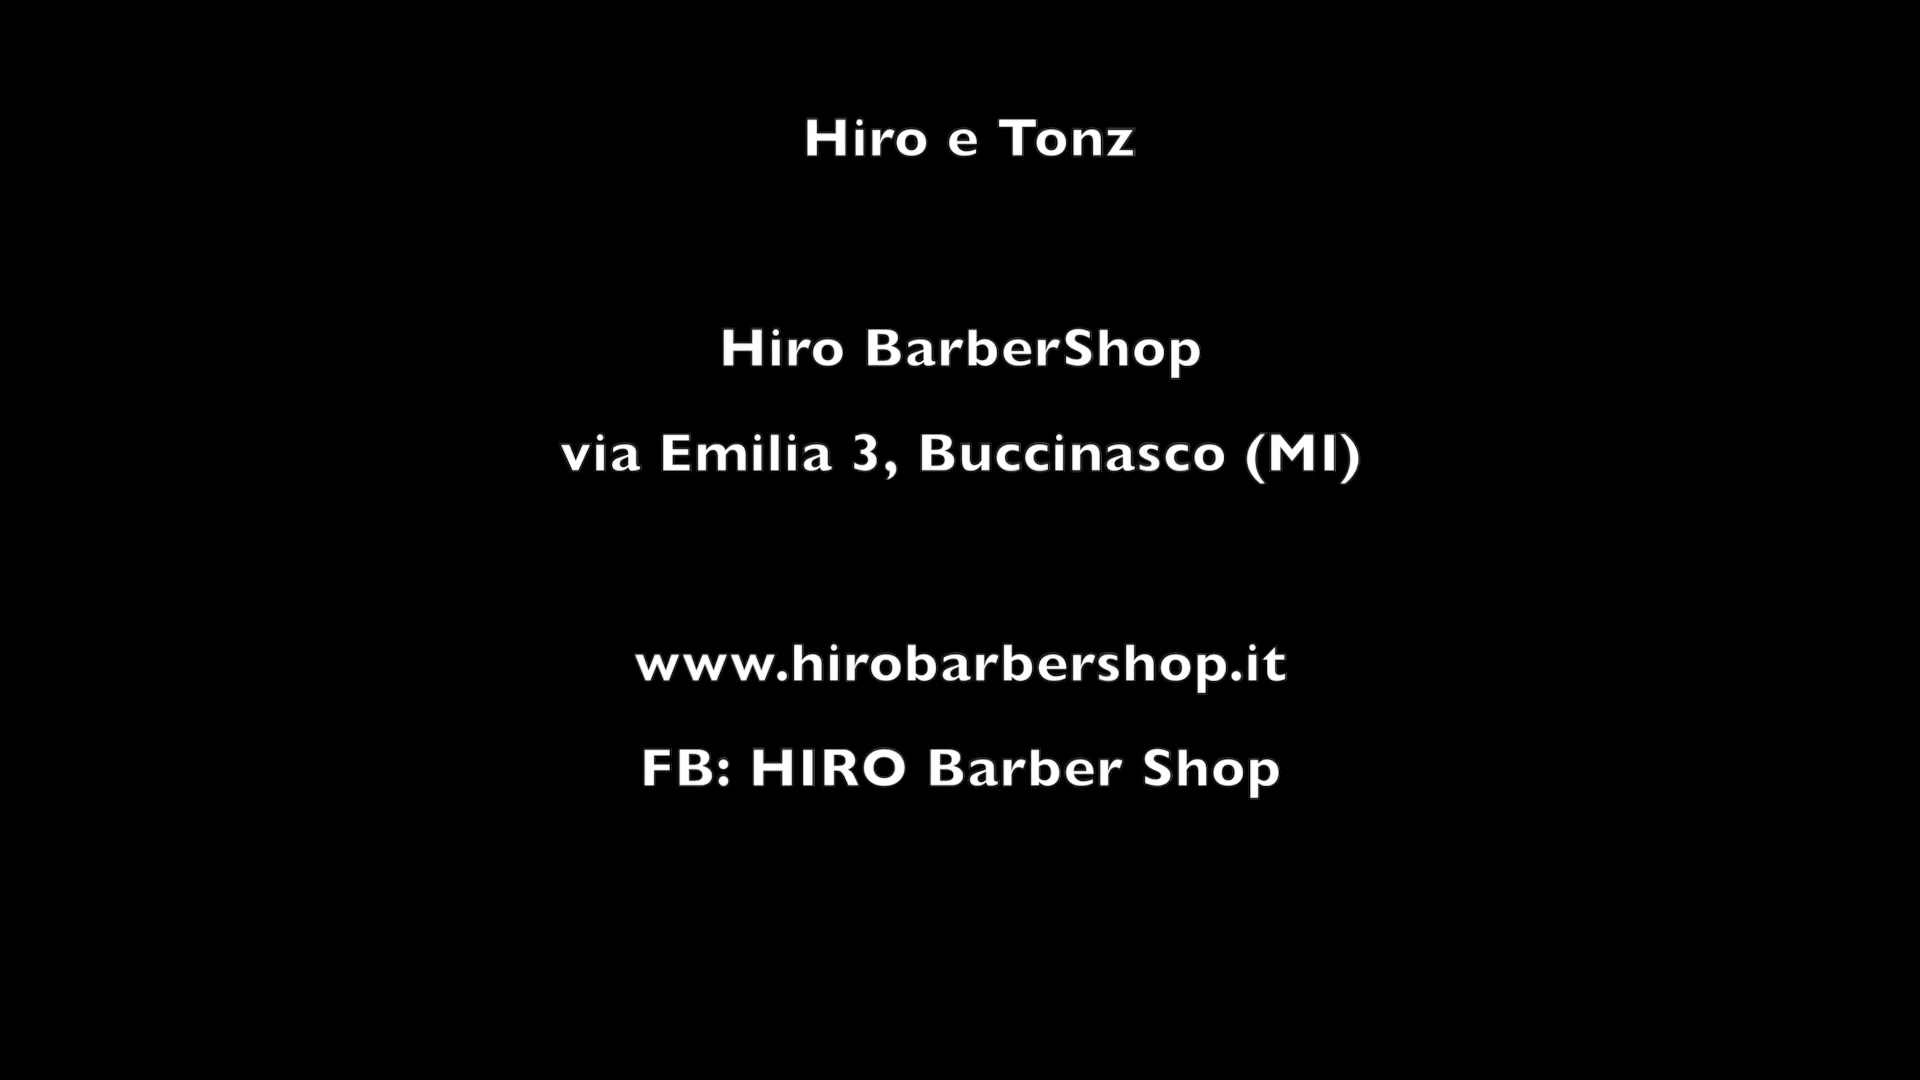 Hiro e Tonz
Hiro BarberShop
via Emilia 3, Buccinasco (MI)
www.hirobarbershop.it
FB: HIRO Barber Shop